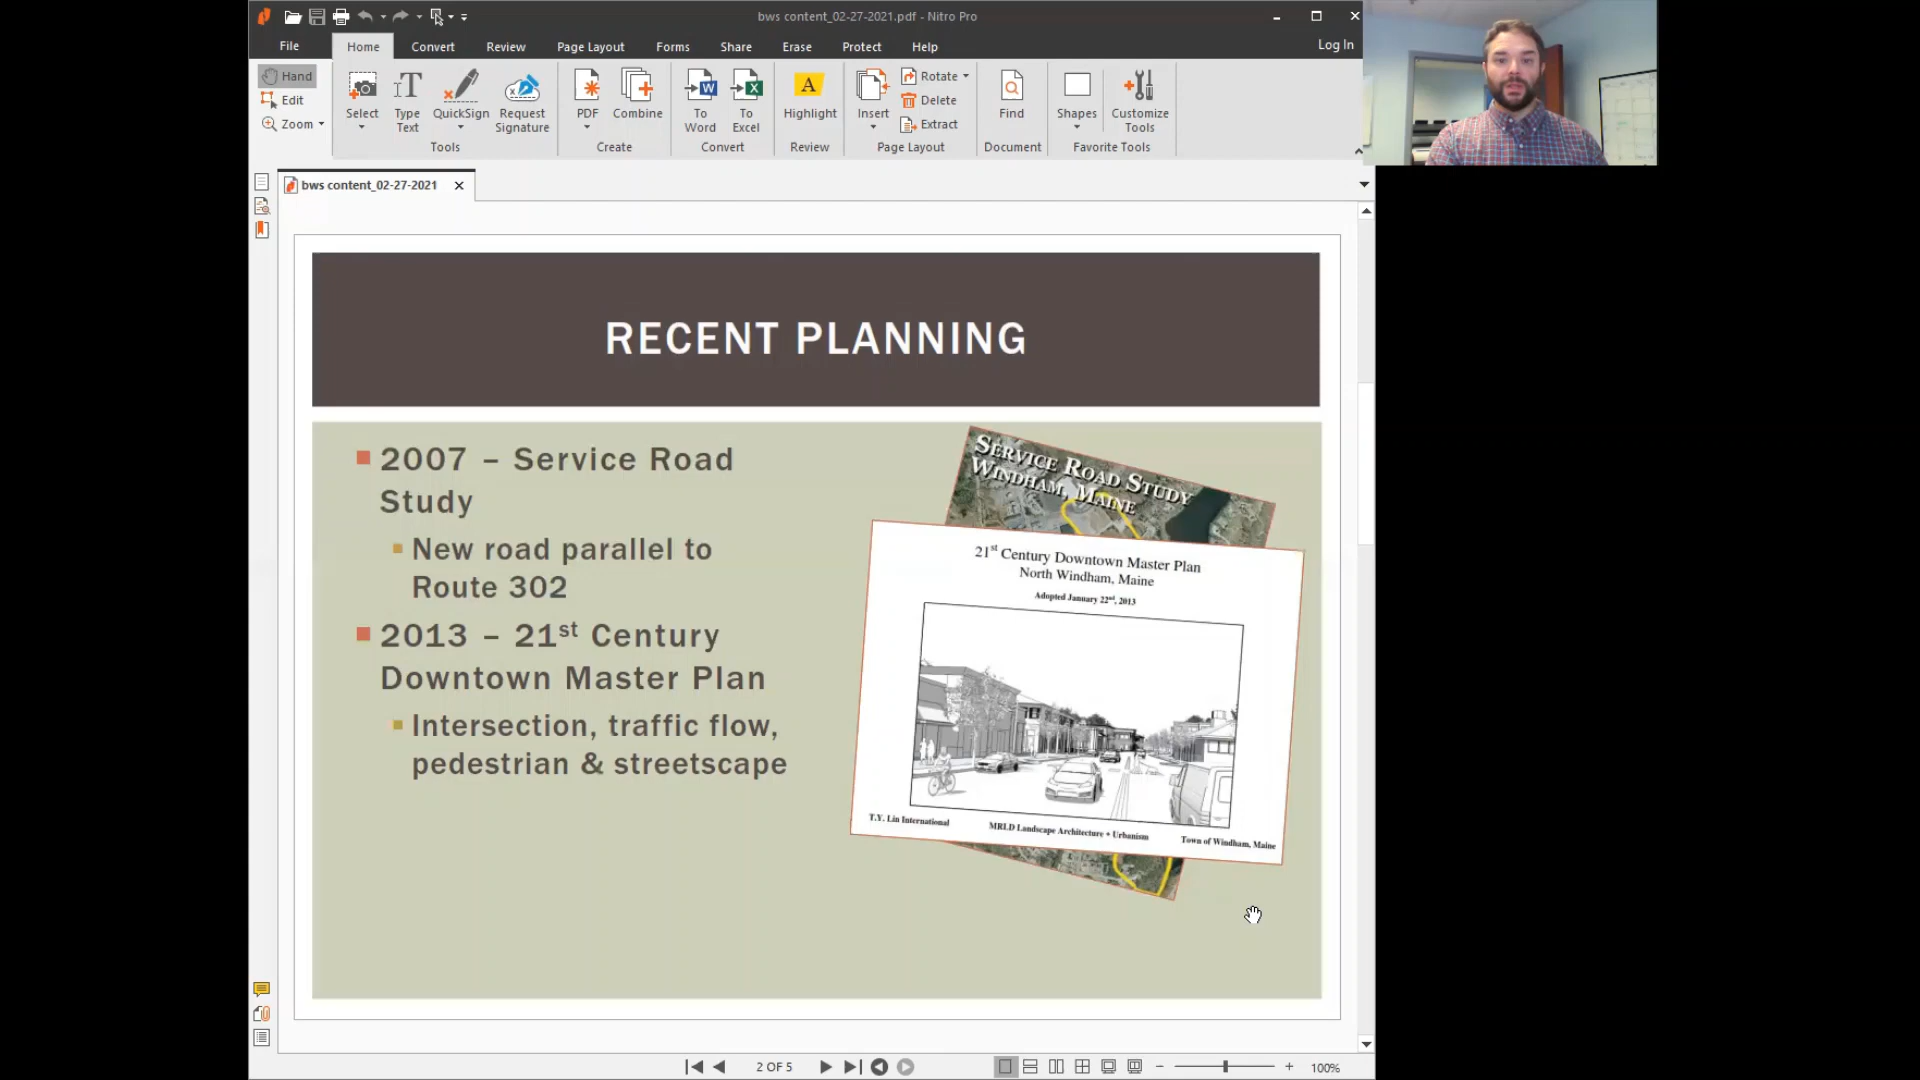 bws content_02-27-2021.pdf - Nitro Pro
File Home Convert Review Page Layout Forms Share Erase Protect Help Log In
Hand
Edit
Zoom
Select
Type Text
QuickSign
Request Signature
Tools
PDF
Combine
Create
To Word
To Excel
Convert
Highlight
Review
Insert
Rotate
Delete
Extract
Page Layout
Find
Document
Shapes
Customize Tools
Favorite Tools
bws content_02-27-2021
RECENT PLANNING
2007 – Service Road
Study
New road parallel to
Route 302
2013 – 21st Century
Downtown Master Plan
Intersection, traffic flow,
pedestrian & streetscape
SERVICE ROAD STUDY
WINDHAM, MAINE
21st Century Downtown Master Plan
North Windham, Maine
Adopted January 22nd, 2013
T.Y. Lin International MRLD Landscape Architecture + Urbanism Town of Windham, Maine
2 OF 5
100%